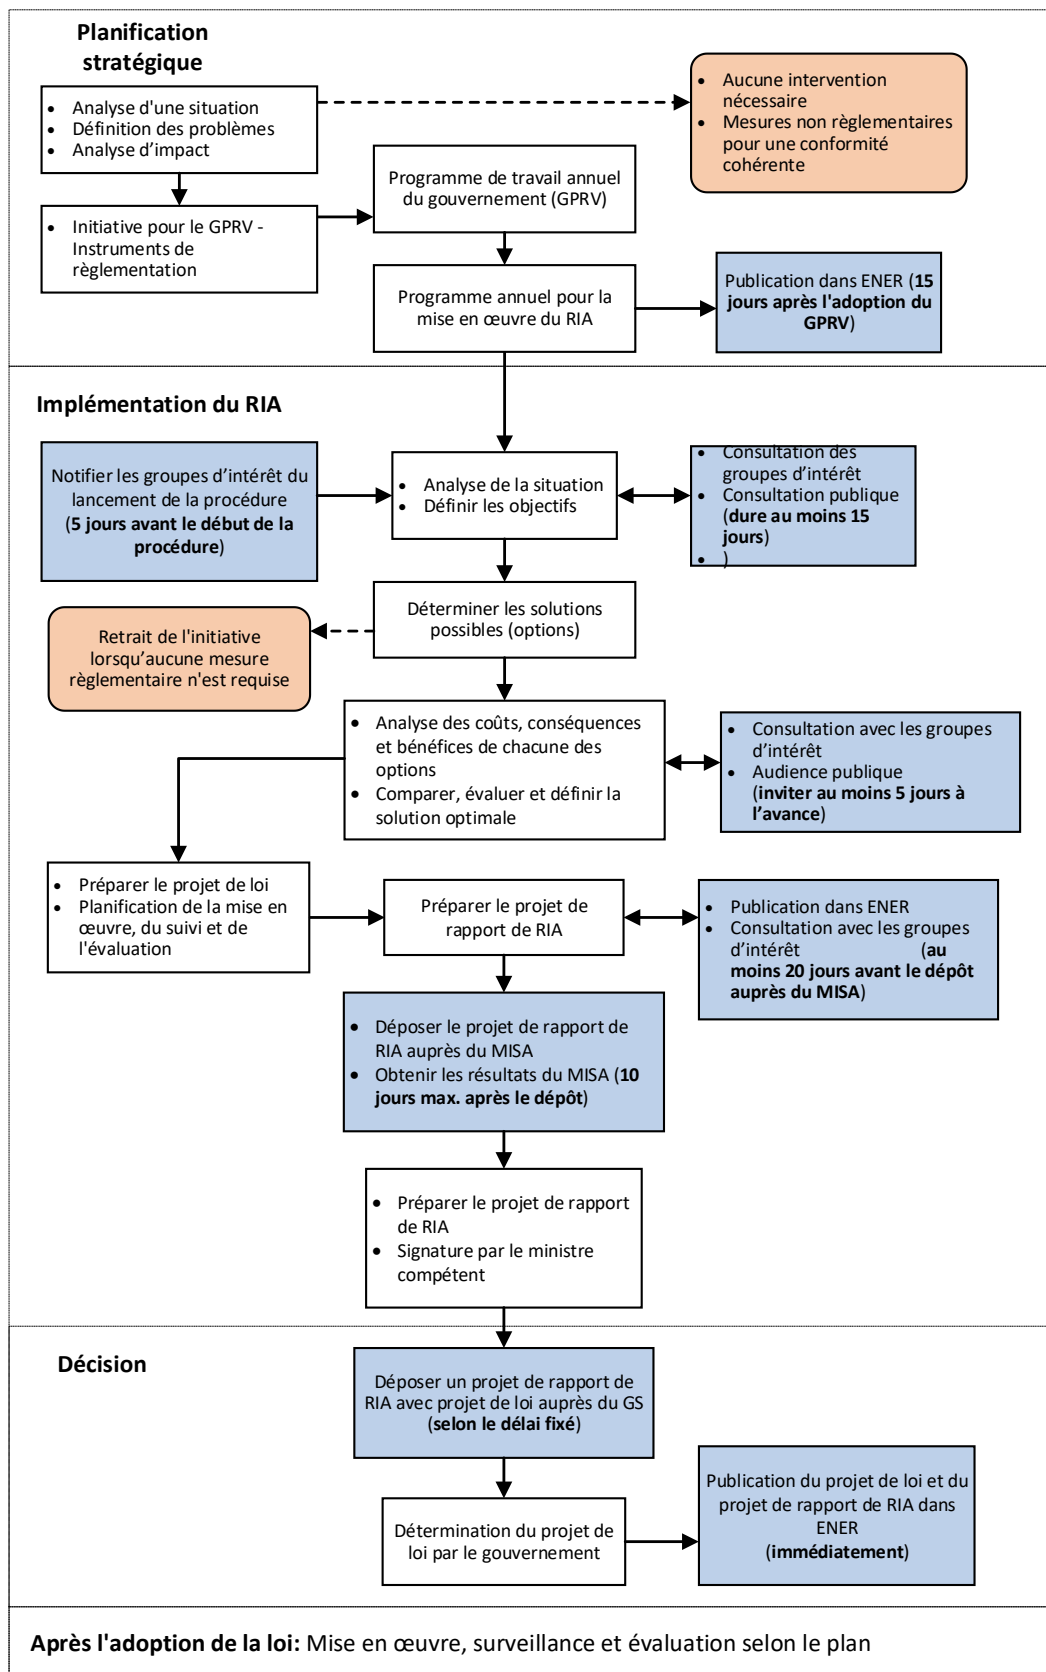 Planification
stratégique
• Analyse d'une situation
• Définition des problèmes
• Analyse d’impact
• Aucune intervention
nécessaire
• Mesures non règlementaires
pour une conformité
cohérente
• Initiative pour le GPRV -
Instruments de
règlementation
Programme de travail annuel
du gouvernement (GPRV)
Programme annuel pour la
mise en œuvre du RIA
Publication dans ENER (15
jours après l'adoption du
GPRV)
Implémentation du RIA
Notifier les groupes d’intérêt du
lancement de la procédure
(5 jours avant le début de la
procédure)
• Analyse de la situation
• Définir les objectifs
• Consultation des
groupes d’intérêt
• Consultation publique
(dure au moins 15
jours)
• )
Déterminer les solutions
possibles (options)
Retrait de l'initiative
lorsqu’aucune mesure
règlementaire n'est requise
• Analyse des coûts, conséquences
et bénéfices de chacune des
options
• Comparer, évaluer et définir la
solution optimale
• Consultation avec les groupes
d’intérêt
• Audience publique
(inviter au moins 5 jours à
l’avance)
• Préparer le projet de loi
• Planification de la mise en
œuvre, du suivi et de
l'évaluation
Préparer le projet de
rapport de RIA
• Publication dans ENER
• Consultation avec les groupes
d’intérêt (au
moins 20 jours avant le dépôt
auprès du MISA)
• Déposer le projet de rapport de
RIA auprès du MISA
• Obtenir les résultats du MISA (10
jours max. après le dépôt)
• Préparer le projet de rapport
de RIA
• Signature par le ministre
compétent
Décision
Déposer un projet de rapport de
RIA avec projet de loi auprès du GS
(selon le délai fixé)
Détermination du projet de
loi par le gouvernement
Publication du projet de loi et du
projet de rapport de RIA dans
ENER
(immédiatement)
Après l'adoption de la loi: Mise en œuvre, surveillance et évaluation selon le plan